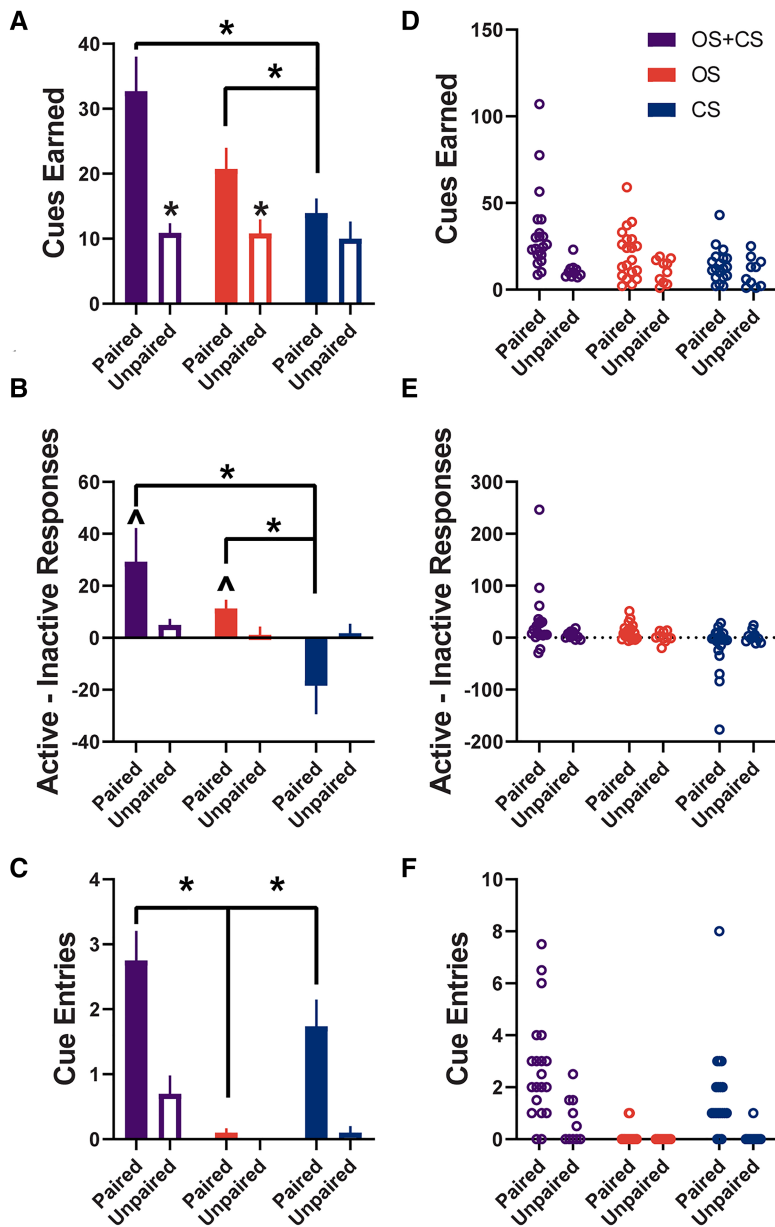 A
Cues Earned
40
30
20
10
0
*
*
*
*
Paired
Unpaired
Paired
Unpaired
Paired
Unpaired
D
Cues Earned
150
100
50
0
OS+CS
OS
CS
Paired
Unpaired
Paired
Unpaired
Paired
Unpaired
B
Active - Inactive Responses
60
40
20
0
-20
-40
*
*
^
^
Paired
Unpaired
Paired
Unpaired
Paired
Unpaired
E
Active - Inactive Responses
300
200
100
0
-100
-200
Paired
Unpaired
Paired
Unpaired
Paired
Unpaired
C
Cue Entries
4
3
2
1
0
* *
Paired
Unpaired
Paired
Unpaired
Paired
Unpaired
F
Cue Entries
10
8
6
4
2
0
Paired
Unpaired
Paired
Unpaired
Paired
Unpaired